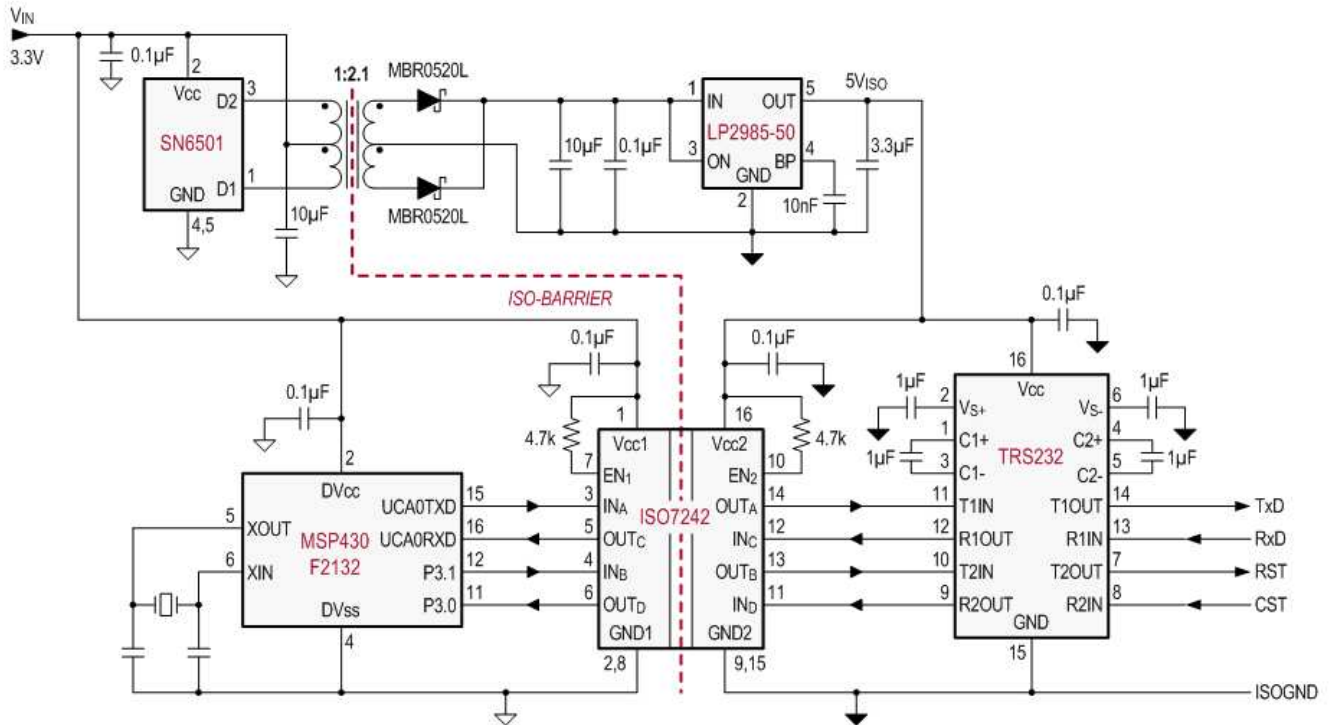 VIN
3.3V
0.1µF
2
Vcc
3
D2
SN6501
D1
1
GND
4,5
10µF
1:2.1
MBR0520L
MBR0520L
10µF
0.1µF
1
IN
OUT
5
LP2985-50
3
ON
BP
4
GND
2
10nF
5VISO
3.3µF
ISO-BARRIER
0.1µF
0.1µF
0.1µF
0.1µF
4.7k
1
Vcc1
7
EN1
3
INA
5
OUTC
4
INB
6
OUTD
GND1
2,8
ISO7242
16
Vcc2
4.7k
10
EN2
14
OUTA
12
INC
13
OUTB
11
IND
GND2
9,15
2
DVcc
5
XOUT
6
XIN
MSP430
F2132
UCA0TXD
15
UCA0RXD
16
P3.1
12
P3.0
11
DVss
4
16
Vcc
1µF
2
VS+
1
C1+
1µF
3
C1-
TRS232
VS-
6
1µF
C2+
4
C2-
5
1µF
11
T1IN
T1OUT
14
TxD
12
R1OUT
R1IN
13
RxD
10
T2IN
T2OUT
7
RST
9
R2OUT
R2IN
8
CST
GND
15
ISOGND